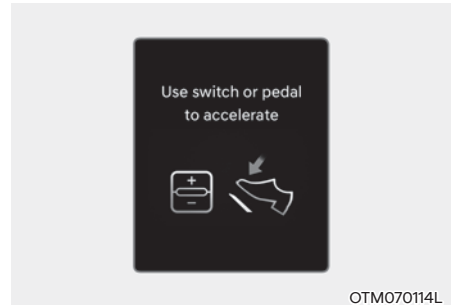 Use switch or pedal
to accelerate
+
−
OTM070114L